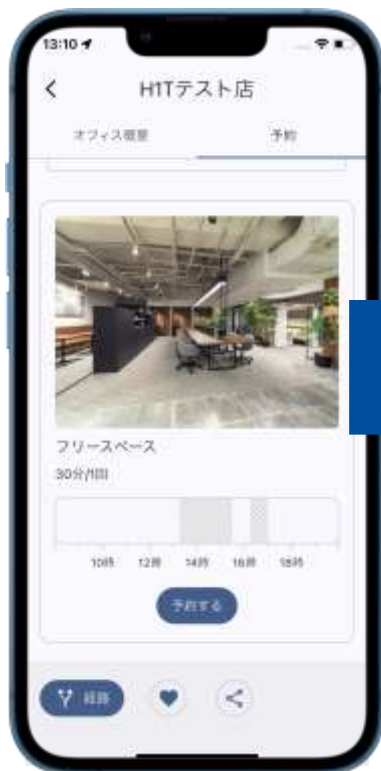 13:10
H1Tテスト店
オフィス概要 予約
フリースペース
30分/1回
10時 12時 14時 16時 18時
予約する
経路